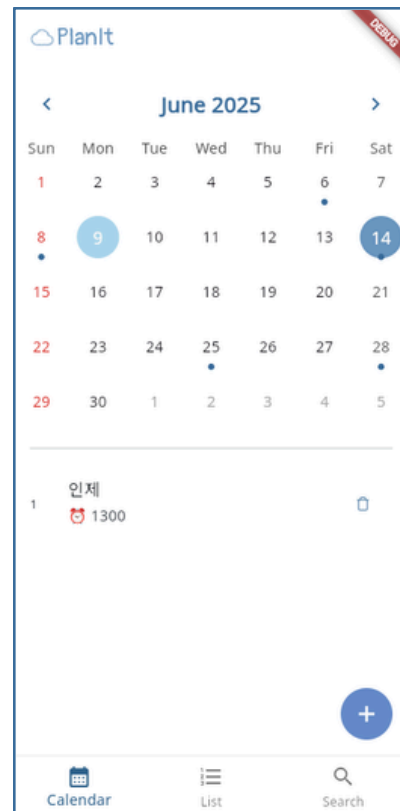 PlanIt
DEBUG
June 2025
Sun Mon Tue Wed Thu Fri Sat
1 2 3 4 5 6 7
8 9 10 11 12 13 14
15 16 17 18 19 20 21
22 23 24 25 26 27 28
29 30 1 2 3 4 5
인제
1
1300
Calendar List Search